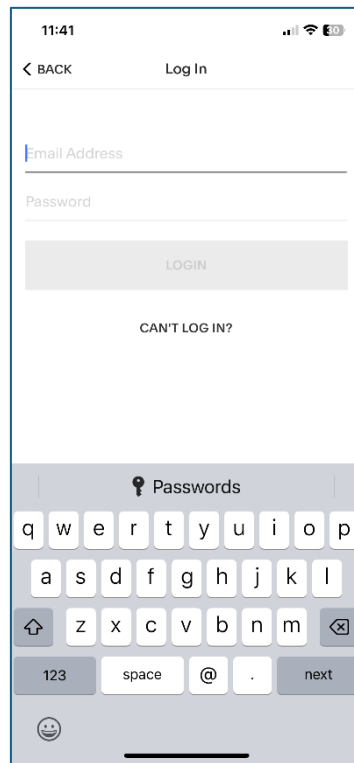 11:41
30
BACK
Log In
Email Address
Password
LOGIN
CAN'T LOG IN?
Passwords
q w e r t y u i o p
a s d f g h j k l
z x c v b n m
123 space @ . next